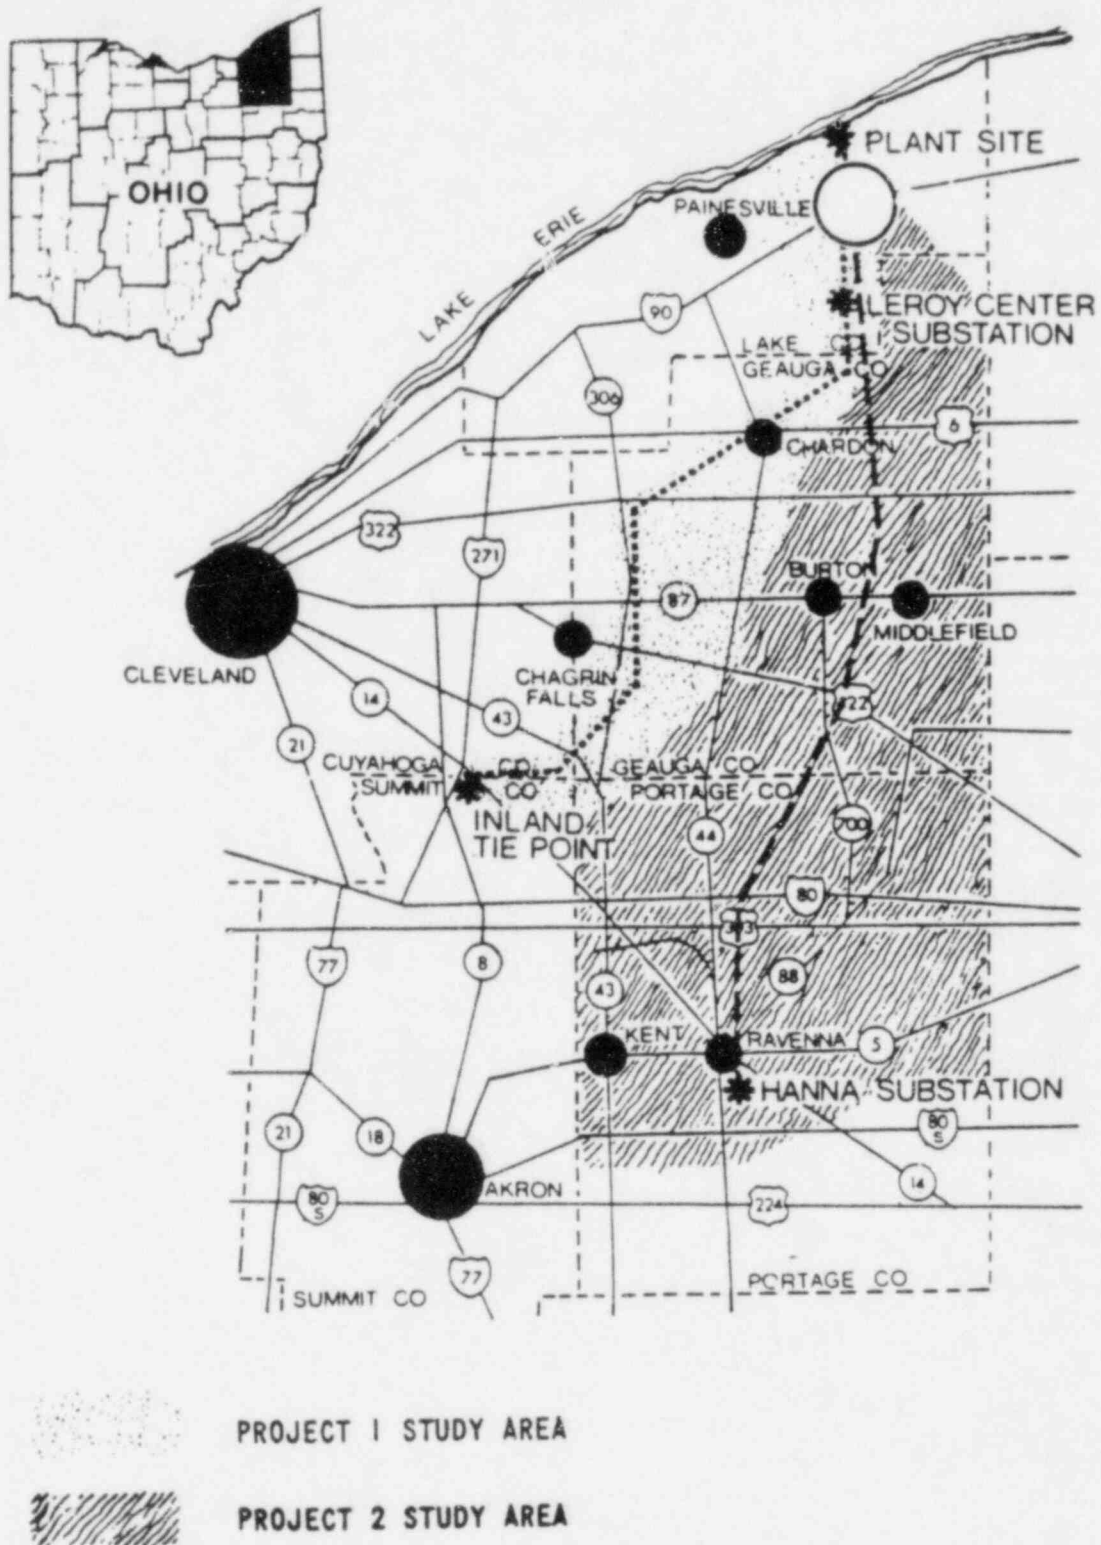 OHIO
PLANT SITE
PAINESVILLE
LAKE ERIE
LEROY CENTER
SUBSTATION
90
LAKE CO
GEAUGA CO
306
6
CHARDON
322
271
BURTON
87
MIDDLEFIELD
CLEVELAND
CHAGRIN
FALLS
14
43
422
21
CUYAHOGA CO
SUMMIT CO
GEAUGA CO
PORTAGE CO
INLAND
TIE POINT
44
700
80
303
77
8
88
43
KENT
RAVENNA
5
HANNA SUBSTATION
21
18
80
S
80
S
AKRON
224
14
77
SUMMIT CO
PORTAGE CO
PROJECT 1 STUDY AREA
PROJECT 2 STUDY AREA